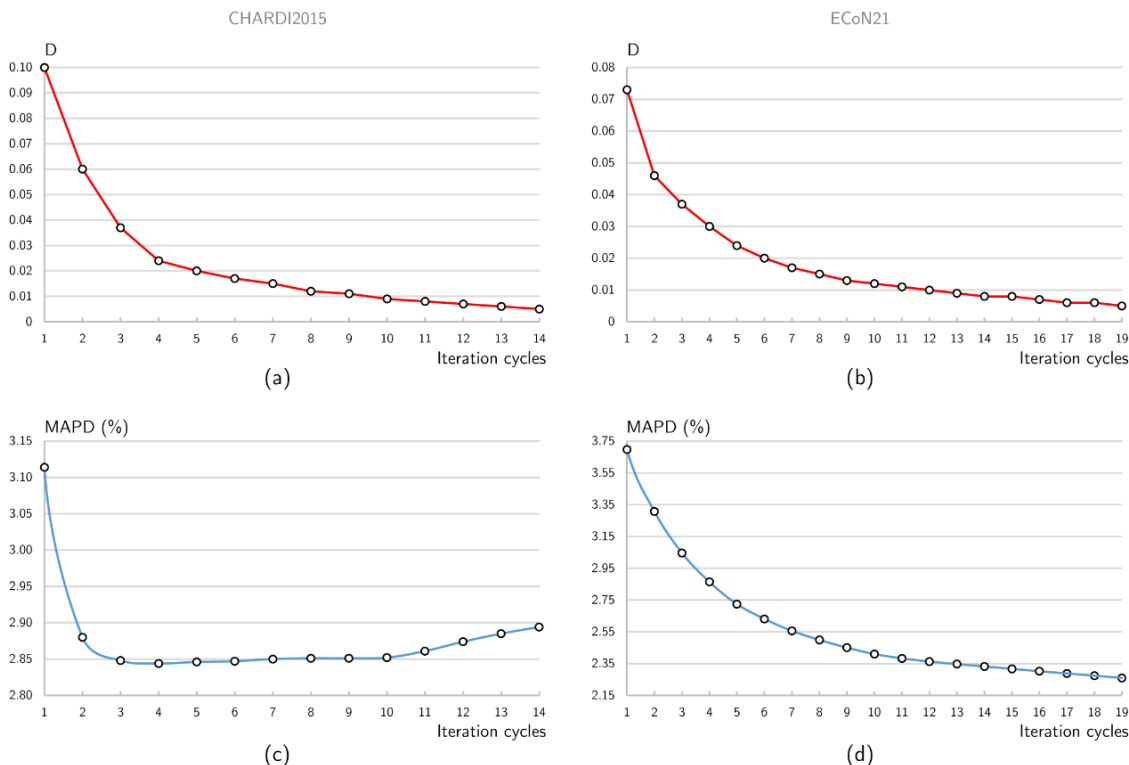 CHARDI2015
ECoN21
D
0.10
0.09
0.08
0.07
0.06
0.05
0.04
0.03
0.02
0.01
0
1 2 3 4 5 6 7 8 9 10 11 12 13 14
Iteration cycles
(a)
D
0.08
0.07
0.06
0.05
0.04
0.03
0.02
0.01
0
1 2 3 4 5 6 7 8 9 10 11 12 13 14 15 16 17 18 19
Iteration cycles
(b)
MAPD (%)
3.15
3.10
3.05
3.00
2.95
2.90
2.85
2.80
1 2 3 4 5 6 7 8 9 10 11 12 13 14
Iteration cycles
(c)
MAPD (%)
3.75
3.55
3.35
3.15
2.95
2.75
2.55
2.35
2.15
1 2 3 4 5 6 7 8 9 10 11 12 13 14 15 16 17 18 19
Iteration cycles
(d)